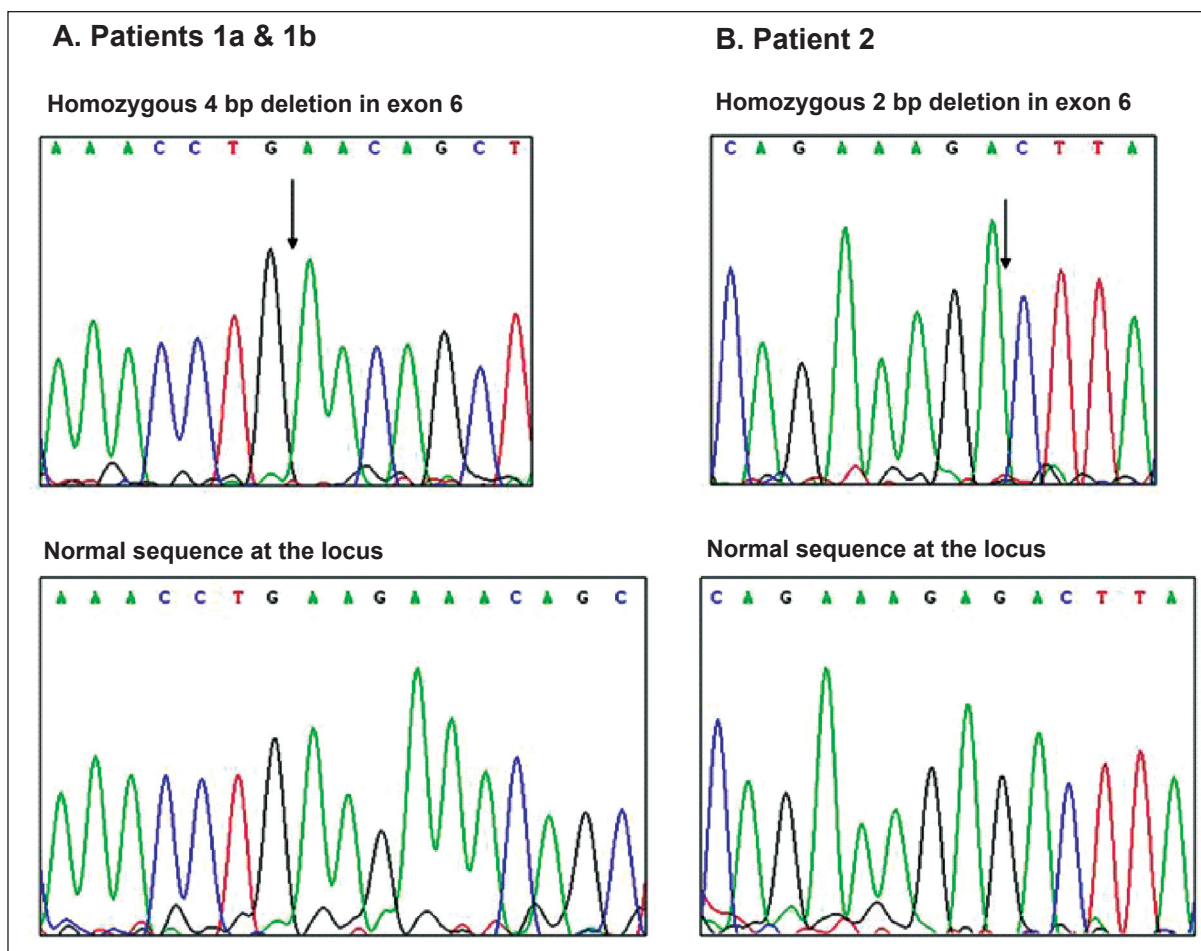 A. Patients 1a & 1b
Homozygous 4 bp deletion in exon 6
A A A C C T G A A C A G C T
Normal sequence at the locus
A A A C C T G A A G A A A C A G C
B. Patient 2
Homozygous 2 bp deletion in exon 6
C A G A A A G A C T T A
Normal sequence at the locus
C A G A A A G A G A C T T A